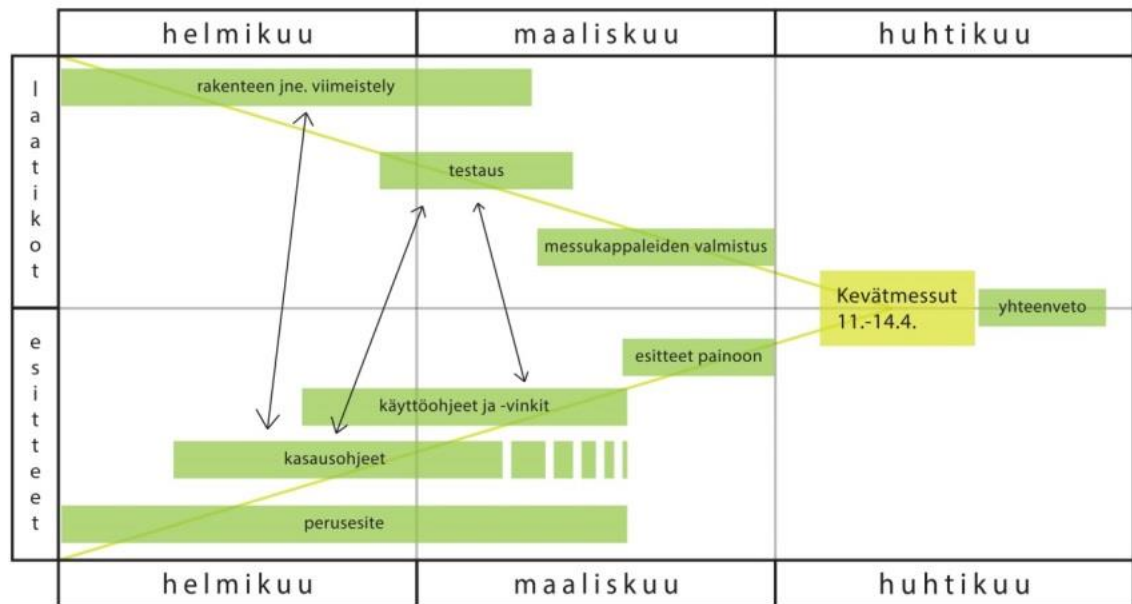 helmikuu maaliskuu huhtikuu
laatikot
rakenteen jne. viimeistely
testaus
messukappaleiden valmistus
Kevätmessut
11.-14.4.
yhteenveto
esitteet
esitteet painoon
käyttöohjeet ja -vinkit
kasausohjeet
perusesite
helmikuu maaliskuu huhtikuu